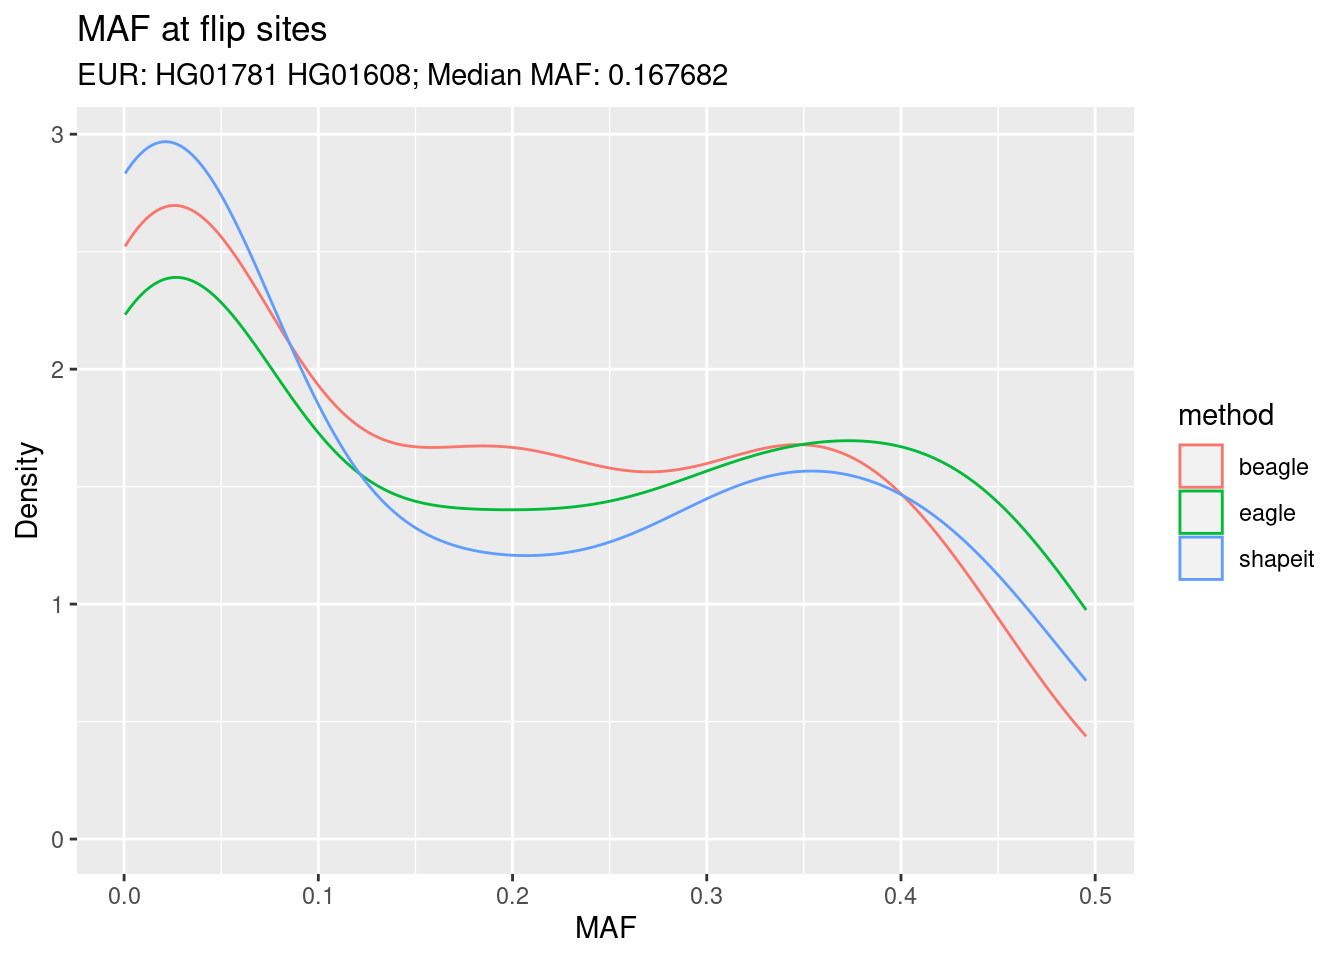 MAF at flip sites
EUR: HG01781 HG01608; Median MAF: 0.167682
3
2
1
0
Density
0.0 0.1 0.2 0.3 0.4 0.5
MAF
method
beagle
eagle
shapeit